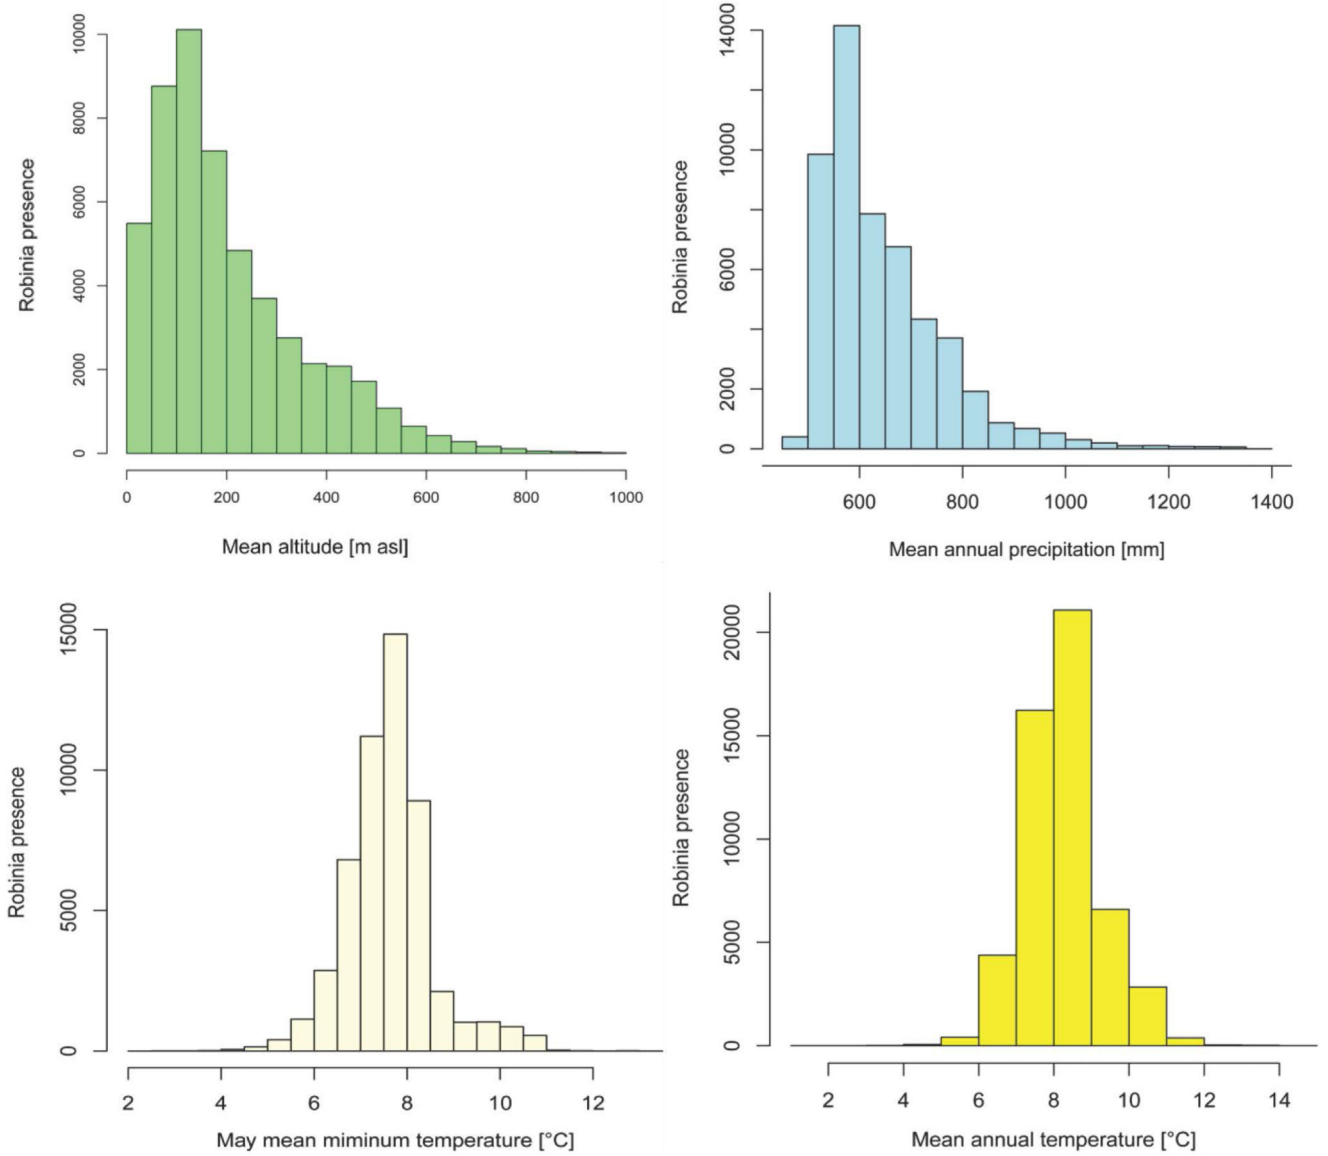 Robinia presence
10000
8000
6000
4000
2000
0
0 200 400 600 800 1000
Mean altitude [m asl]
Robinia presence
14000
10000
6000
2000
0
600 800 1000 1200 1400
Mean annual precipitation [mm]
Robinia presence
15000
10000
5000
0
2 4 6 8 10 12
May mean miminum temperature [°C]
Robinia presence
20000
15000
10000
5000
0
2 4 6 8 10 12 14
Mean annual temperature [°C]